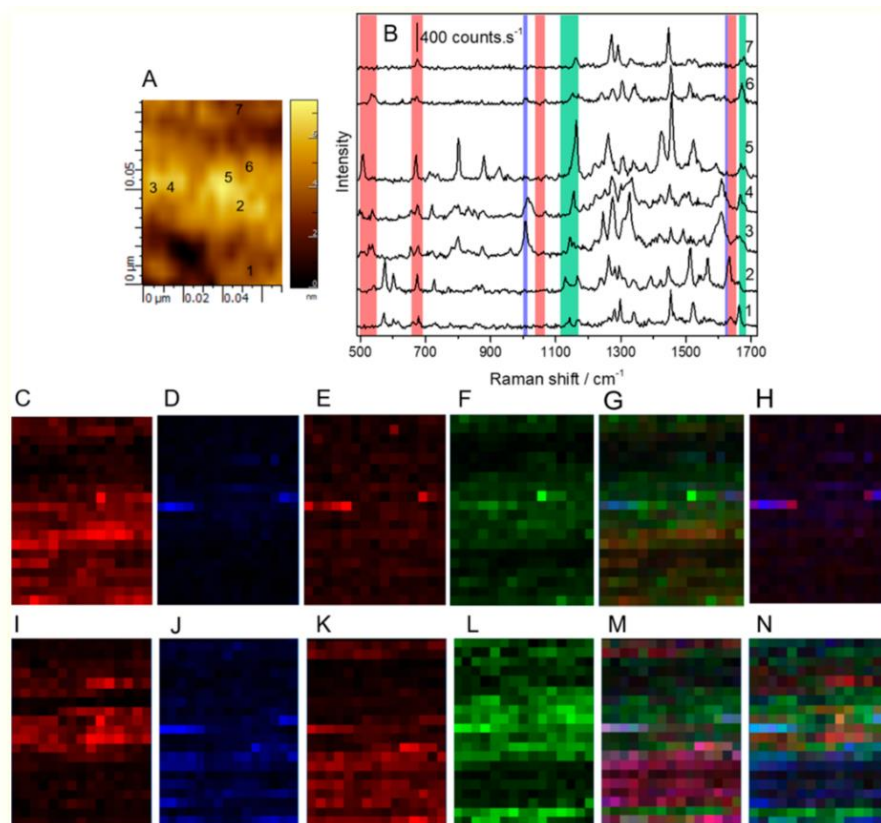 A
7
6
5
3 4
2
1
0.05
0 µm
0 µm 0.02 0.04
nm
B
400 counts.s⁻¹
7
6
5
4
3
2
1
Intensity
500 700 900 1100 1300 1500 1700
Raman shift / cm⁻¹
C D E F G H
I J K L M N